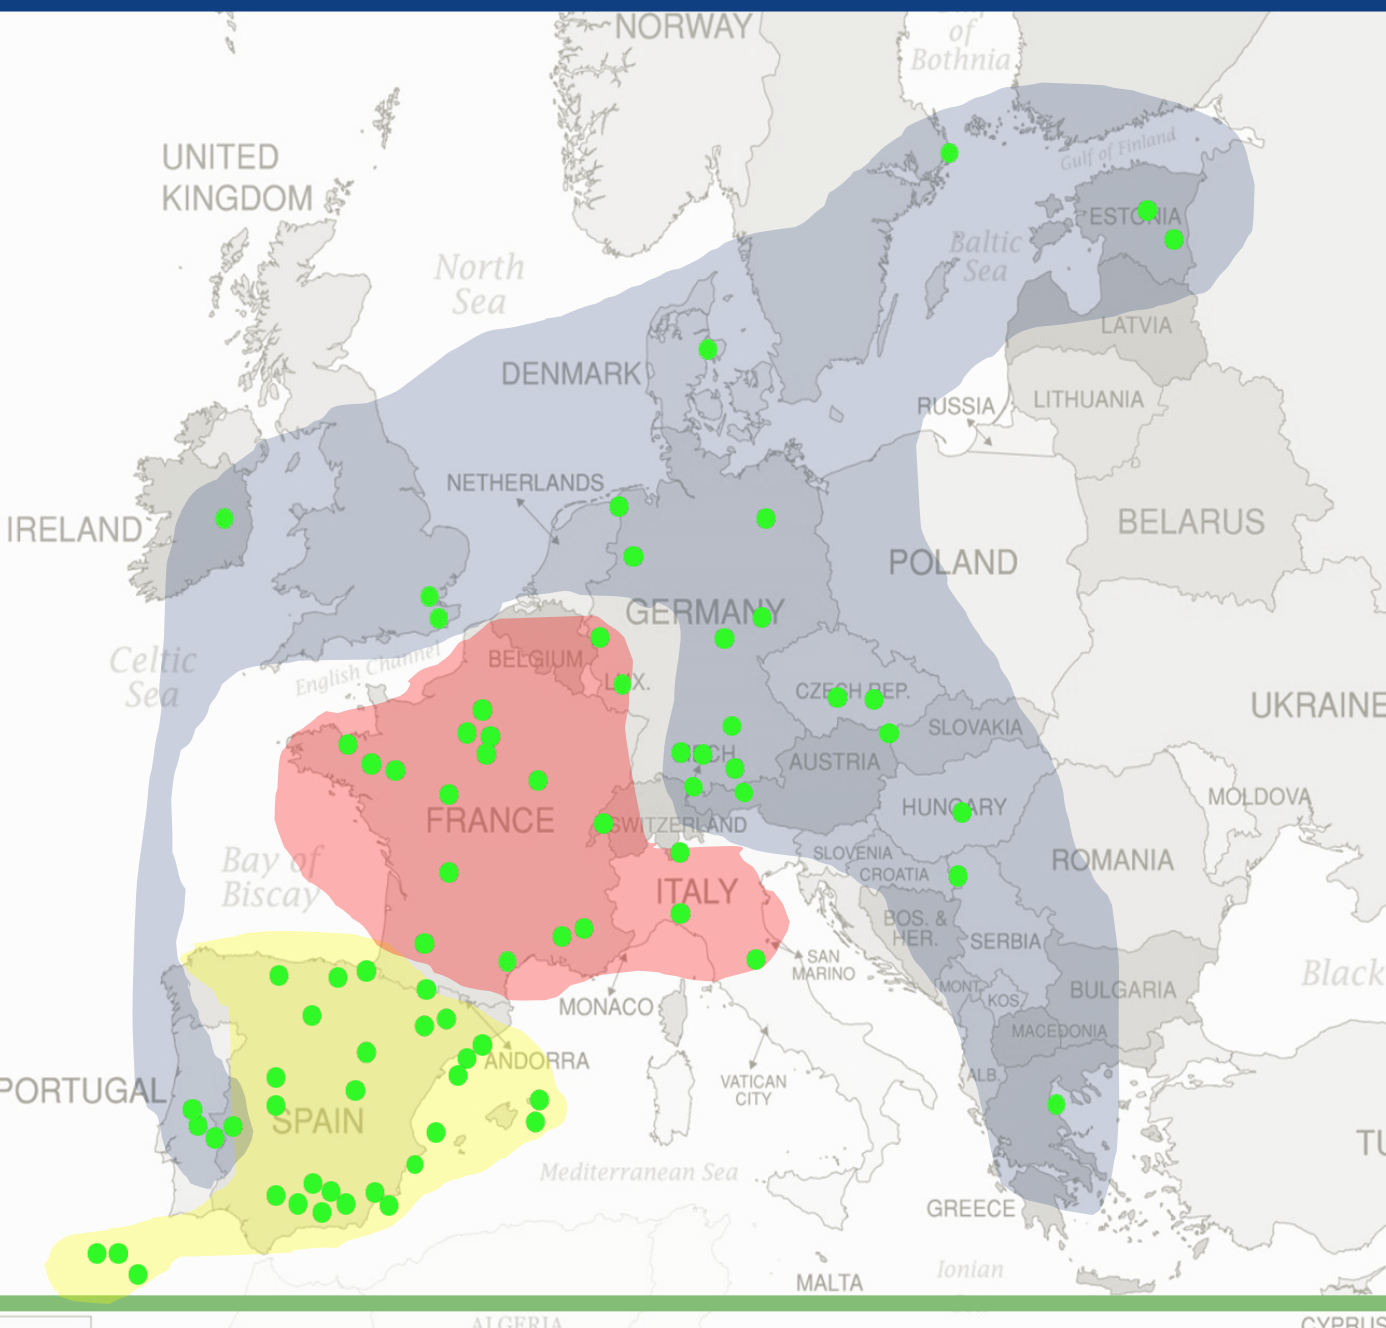 NORWAY
of
Bothnia
UNITED
KINGDOM
Gulf of Finland
ESTONIA
Baltic
Sea
North
Sea
LATVIA
DENMARK
LITHUANIA
RUSSIA
NETHERLANDS
IRELAND
BELARUS
POLAND
GERMANY
Celtic
Sea
English Channel
BELGIUM
LUX.
CZECH REP.
UKRAINE
SLOVAKIA
AUSTRIA
MOLDOVA
HUNGARY
FRANCE
SWITZERLAND
SLOVENIA
CROATIA
ROMANIA
Bay of
Biscay
ITALY
BOS. &
HER.
SERBIA
SAN
MARINO
Black
MONT.
KOS.
BULGARIA
MONACO
MACEDONIA
ANDORRA
ALB.
PORTUGAL
VATICAN
CITY
SPAIN
TU
Mediterranean Sea
GREECE
MALTA
Ionian
ALGERIA
CYPRUS